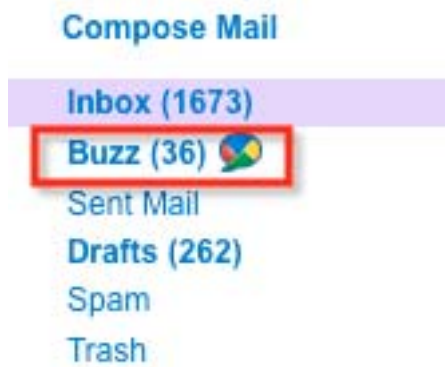 Compose Mail
Inbox (1673)
Buzz (36)
Sent Mail
Drafts (262)
Spam
Trash